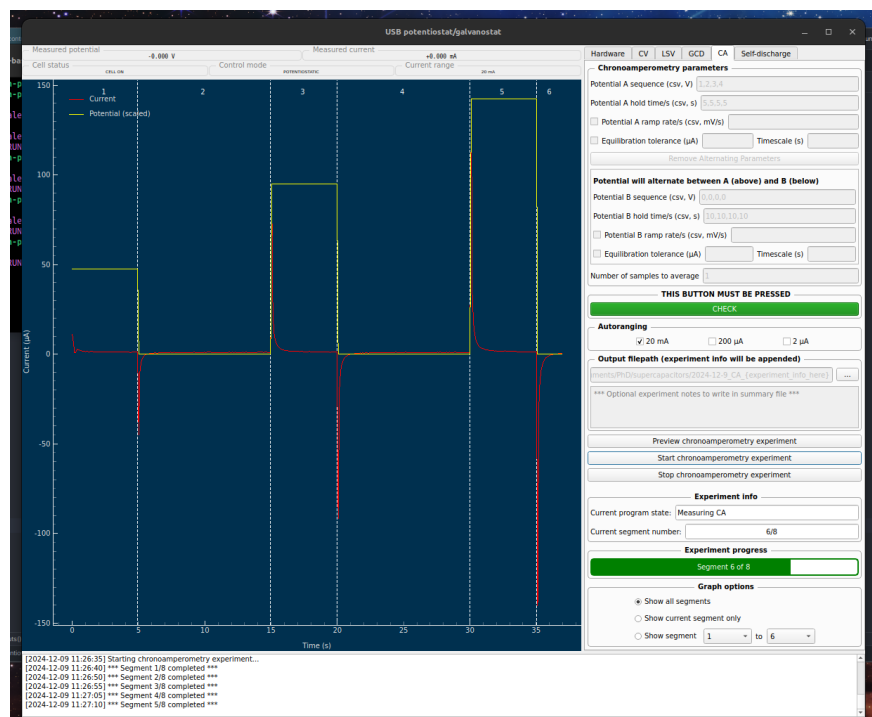 USB potentiostat/galvanostat
Measured potential
-0.000 V
Measured current
+0.000 mA
Cell status
CELL ON
Control mode
POTENTIOSTATIC
Current range
20 mA
1 2 3 4 5 6
Current
Potential (scaled)
150
100
50
0
-50
-100
-150
Current (µA)
0 5 10 15 20 25 30 35
Time (s)
Hardware CV LSV GCD CA Self-discharge
Chronoamperometry parameters
Potential A sequence (csv, V) 1,2,3,4
Potential A hold time/s (csv, s) 5,5,5,5
Potential A ramp rate/s (csv, mV/s)
Equilibration tolerance (µA) Timescale (s)
Remove Alternating Parameters
Potential will alternate between A (above) and B (below)
Potential B sequence (csv, V) 0,0,0,0
Potential B hold time/s (csv, s) 10,10,10,10
Potential B ramp rate/s (csv, mV/s)
Equilibration tolerance (µA) Timescale (s)
Number of samples to average 1
THIS BUTTON MUST BE PRESSED
CHECK
Autoranging
20 mA 200 µA 2 µA
Output filepath (experiment info will be appended)
iments/PhD/supercapacitors/2024-12-9_CA_{experiment_info_here} ...
*** Optional experiment notes to write in summary file ***
Preview chronoamperometry experiment
Start chronoamperometry experiment
Stop chronoamperometry experiment
Experiment info
Current program state: Measuring CA
Current segment number: 6/8
Experiment progress
Segment 6 of 8
Graph options
Show all segments
Show current segment only
Show segment 1 to 6
[2024-12-09 11:26:35] Starting chronoamperometry experiment...
[2024-12-09 11:26:40] *** Segment 1/8 completed ***
[2024-12-09 11:26:50] *** Segment 2/8 completed ***
[2024-12-09 11:26:55] *** Segment 3/8 completed ***
[2024-12-09 11:27:05] *** Segment 4/8 completed ***
[2024-12-09 11:27:10] *** Segment 5/8 completed ***